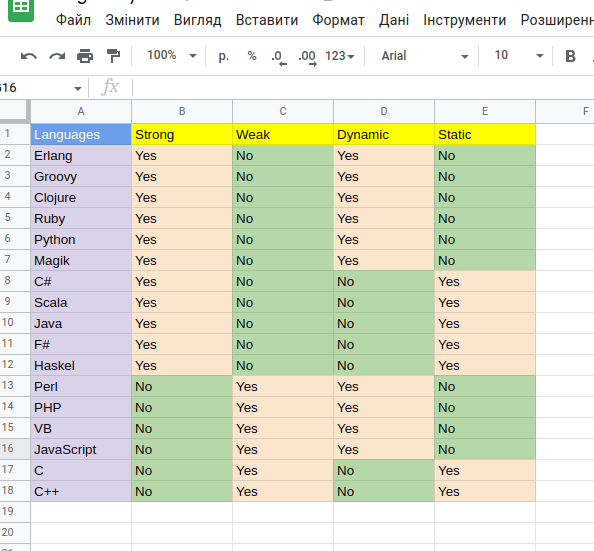 Файл Змінити Вигляд Вставити Формат Дані Інструменти Розширенн
100% р. % .0 .00 123 Arial 10 B
G16 fx
A B C D E F
1 Languages Strong Weak Dynamic Static
2 Erlang Yes No Yes No
3 Groovy Yes No Yes No
4 Clojure Yes No Yes No
5 Ruby Yes No Yes No
6 Python Yes No Yes No
7 Magik Yes No Yes No
8 C# Yes No No Yes
9 Scala Yes No No Yes
10 Java Yes No No Yes
11 F# Yes No No Yes
12 Haskel Yes No No Yes
13 Perl No Yes Yes No
14 PHP No Yes Yes No
15 VB No Yes Yes No
16 JavaScript No Yes Yes No
17 C No Yes No Yes
18 C++ No Yes No Yes
19
20